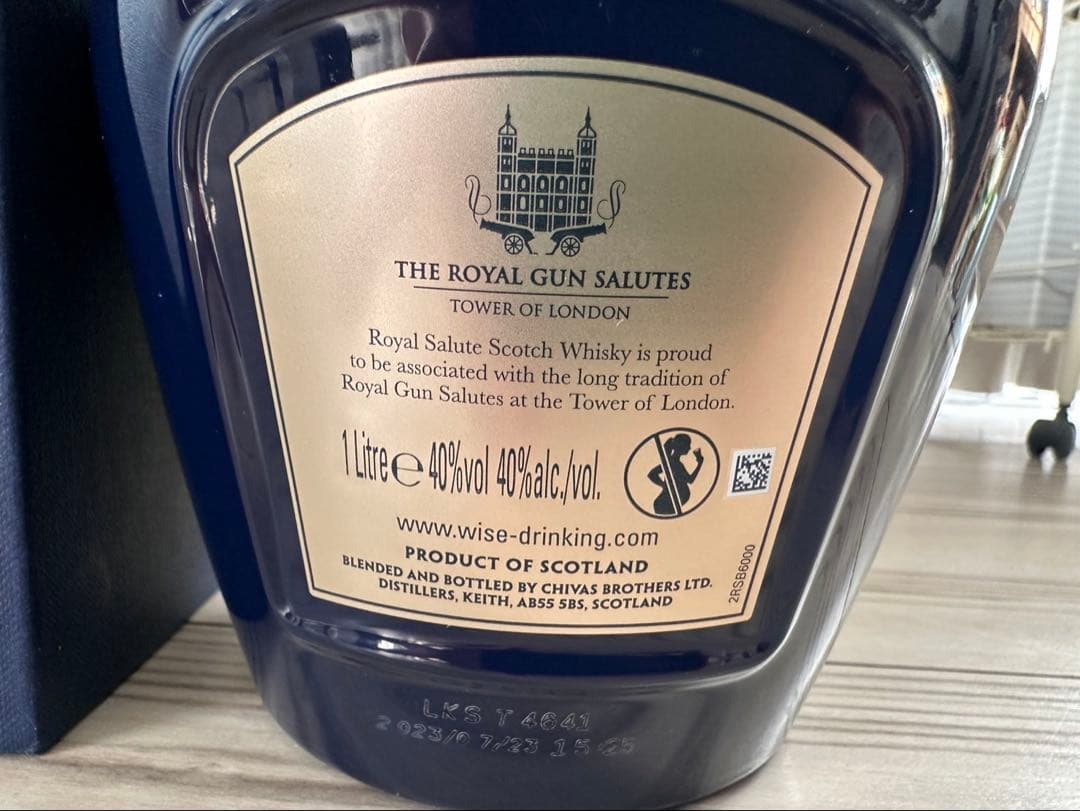 THE ROYAL GUN SALUTES
TOWER OF LONDON
Royal Salute Scotch Whisky is proud
to be associated with the long tradition of
Royal Gun Salutes at the Tower of London.
1 Litre e 40%vol 40%alc./vol.
www.wise-drinking.com
PRODUCT OF SCOTLAND
BLENDED AND BOTTLED BY CHIVAS BROTHERS LTD.
DISTILLERS, KEITH, AB55 5BS, SCOTLAND
2RSB6000
LKS T 4641
2023/07/23